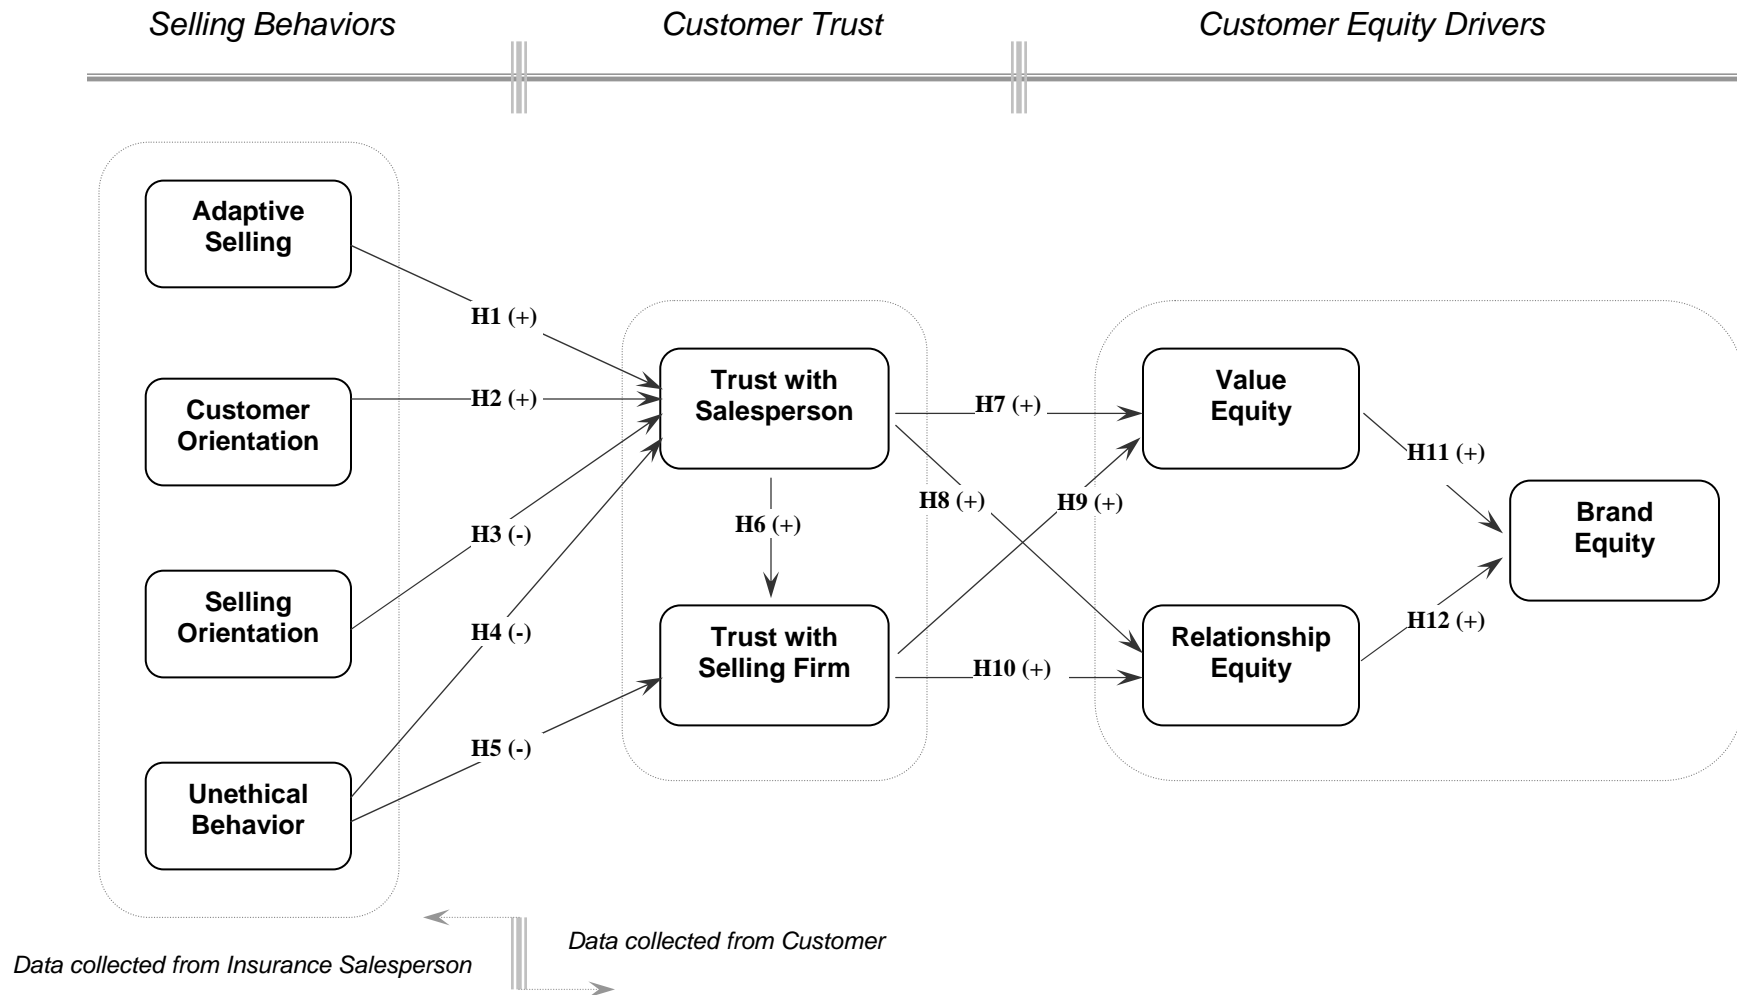 Selling Behaviors
Customer Trust
Customer Equity Drivers
Adaptive
Selling
H1 (+)
Customer
Orientation
H2 (+)
Trust with
Salesperson
H7 (+)
Value
Equity
H11 (+)
H3 (-)
H6 (+)
H8 (+)
H9 (+)
Brand
Equity
Selling
Orientation
H4 (-)
Trust with
Selling Firm
H10 (+)
Relationship
Equity
H12 (+)
Unethical
Behavior
H5 (-)
Data collected from Customer
Data collected from Insurance Salesperson